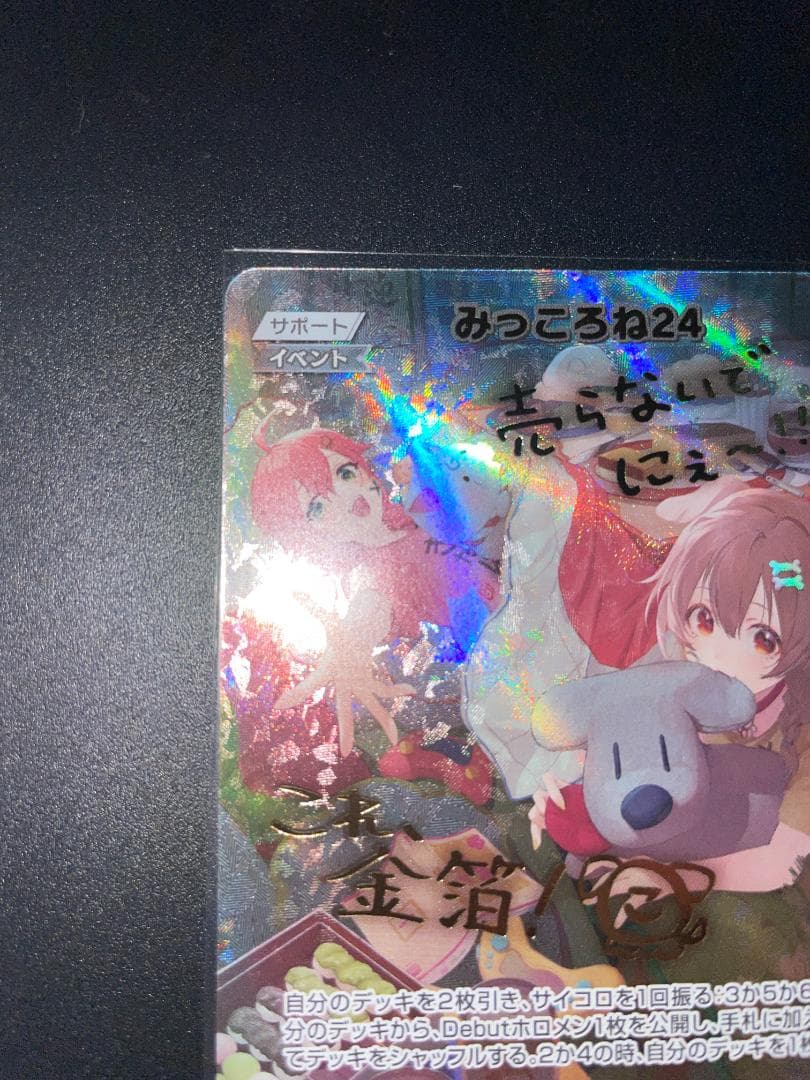 サポート
イベント
みっころね24
売らないで
にぇ〜!!
これ、
金箔!
こ
自分のデッキを2枚引き、サイコロを1回振る:3か5か6
分のデッキから、Debutホロメン1枚を公開し、手札に加え
てデッキをシャッフルする。2か4の時、自分のデッキを1枚